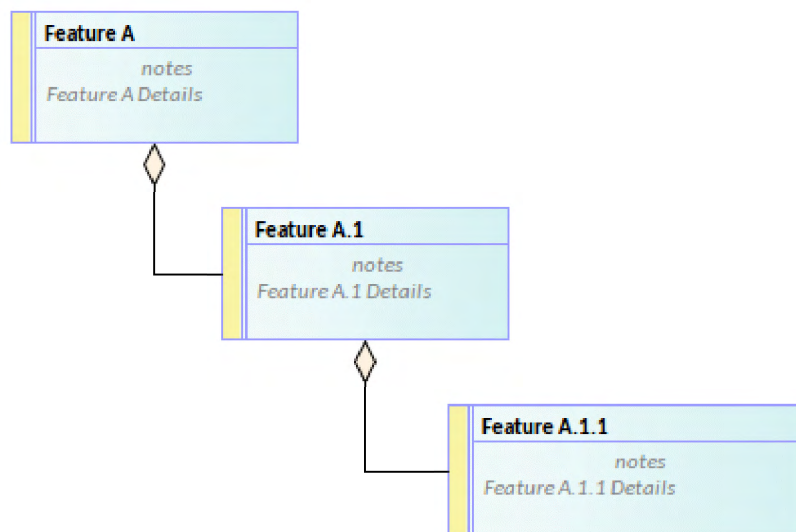 Feature A
notes
Feature A Details
Feature A.1
notes
Feature A.1 Details
Feature A.1.1
notes
Feature A.1.1 Details